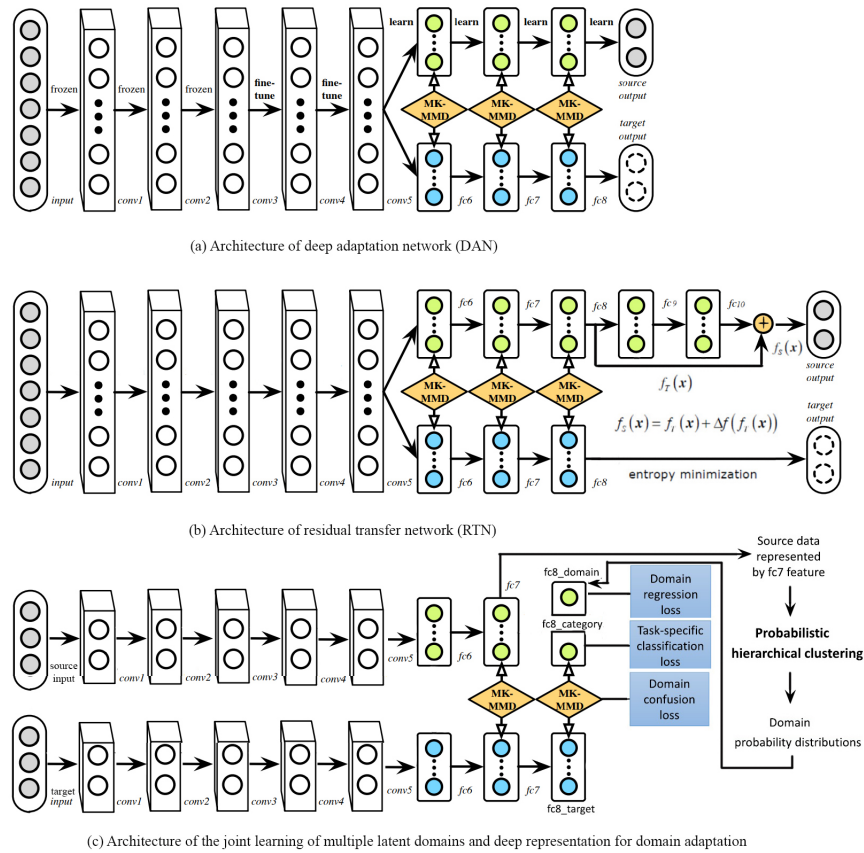 learn learn learn learn
frozen frozen frozen fine-
tune fine-
tune
MK-
MMD MK-
MMD MK-
MMD
source
output
target
output
input conv1 conv2 conv3 conv4 conv5 fc6 fc7 fc8
(a) Architecture of deep adaptation network (DAN)
fc6 fc7 fc8 fc9 fc10
+
f_S(x)
source
output
f_T(x)
MK-
MMD MK-
MMD MK-
MMD
target
output
entropy minimization
input conv1 conv2 conv3 conv4 conv5 fc6 fc7 fc8
(b) Architecture of residual transfer network (RTN)
Source data
represented
by fc7 feature
fc7
fc8_domain
Domain
regression
loss
fc8_category
Task-specific
classification
loss
Probabilistic
hierarchical clustering
source
input conv1 conv2 conv3 conv4 conv5 fc6
MK-
MMD MK-
MMD
Domain
confusion
loss
Domain
probability distributions
target
input conv1 conv2 conv3 conv4 conv5 fc6 fc7
fc8_target
(c) Architecture of the joint learning of multiple latent domains and deep representation for domain adaptation